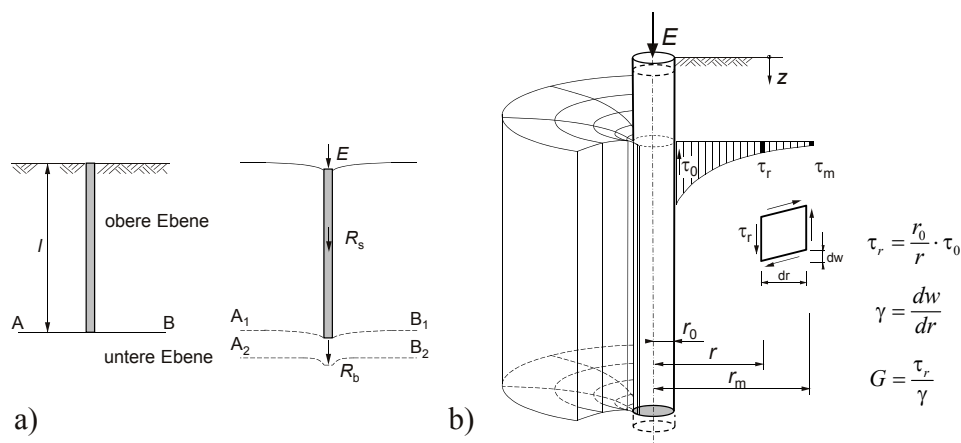 l
obere Ebene
A B
untere Ebene
a)
E
R_s
A_1 B_1
A_2 B_2
R_b
b)
E
z
τ_0
τ_r
τ_m
τ_r
dw
dr
r_0
r
r_m
τ_r = r_0/r · τ_0
γ = dw/dr
G = τ_r/γ